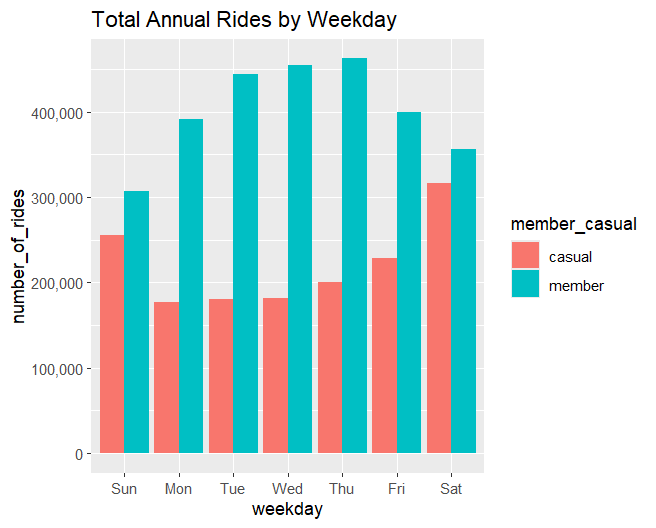 Total Annual Rides by Weekday
number_of_rides
400,000
300,000
200,000
100,000
0
Sun Mon Tue Wed Thu Fri Sat
weekday
member_casual
casual
member